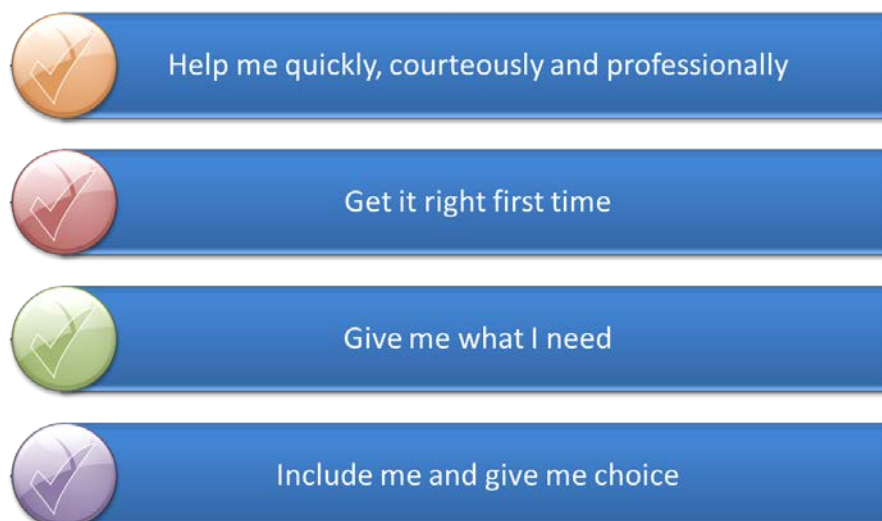 Help me quickly, courteously and professionally
Get it right first time
Give me what I need
Include me and give me choice